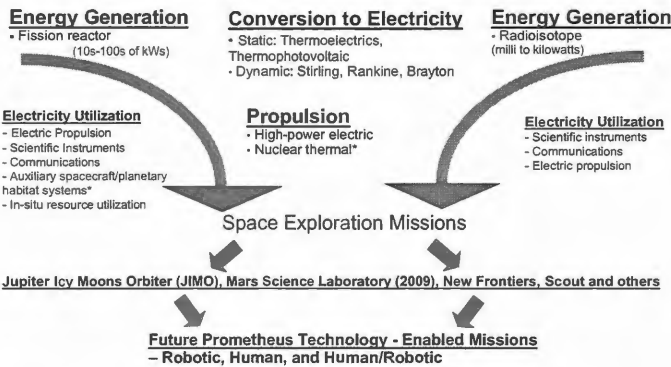 Energy Generation
- Fission reactor
(10s-100s of kWs)
Conversion to Electricity
- Static: Thermoelectrics,
Thermophotovoltaic
- Dynamic: Stirling, Rankine, Brayton
Energy Generation
- Radioisotope
(milli to kilowatts)
Electricity Utilization
- Electric Propulsion
- Scientific Instruments
- Communications
- Auxiliary spacecraft/planetary
habitat systems*
- In-situ resource utilization
Propulsion
- High-power electric
- Nuclear thermal*
Electricity Utilization
- Scientific instruments
- Communications
- Electric propulsion
Space Exploration Missions
Jupiter Icy Moons Orbiter (JIMO), Mars Science Laboratory (2009), New Frontiers, Scout and others
Future Prometheus Technology - Enabled Missions
– Robotic, Human, and Human/Robotic